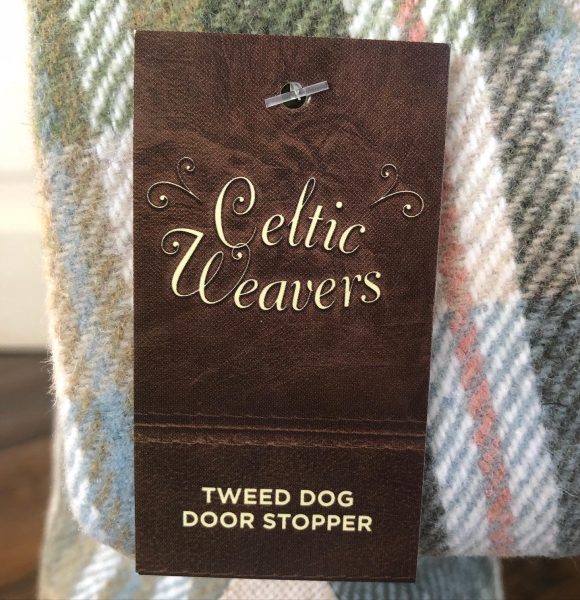 Celtic
Weavers
TWEED DOG
DOOR STOPPER